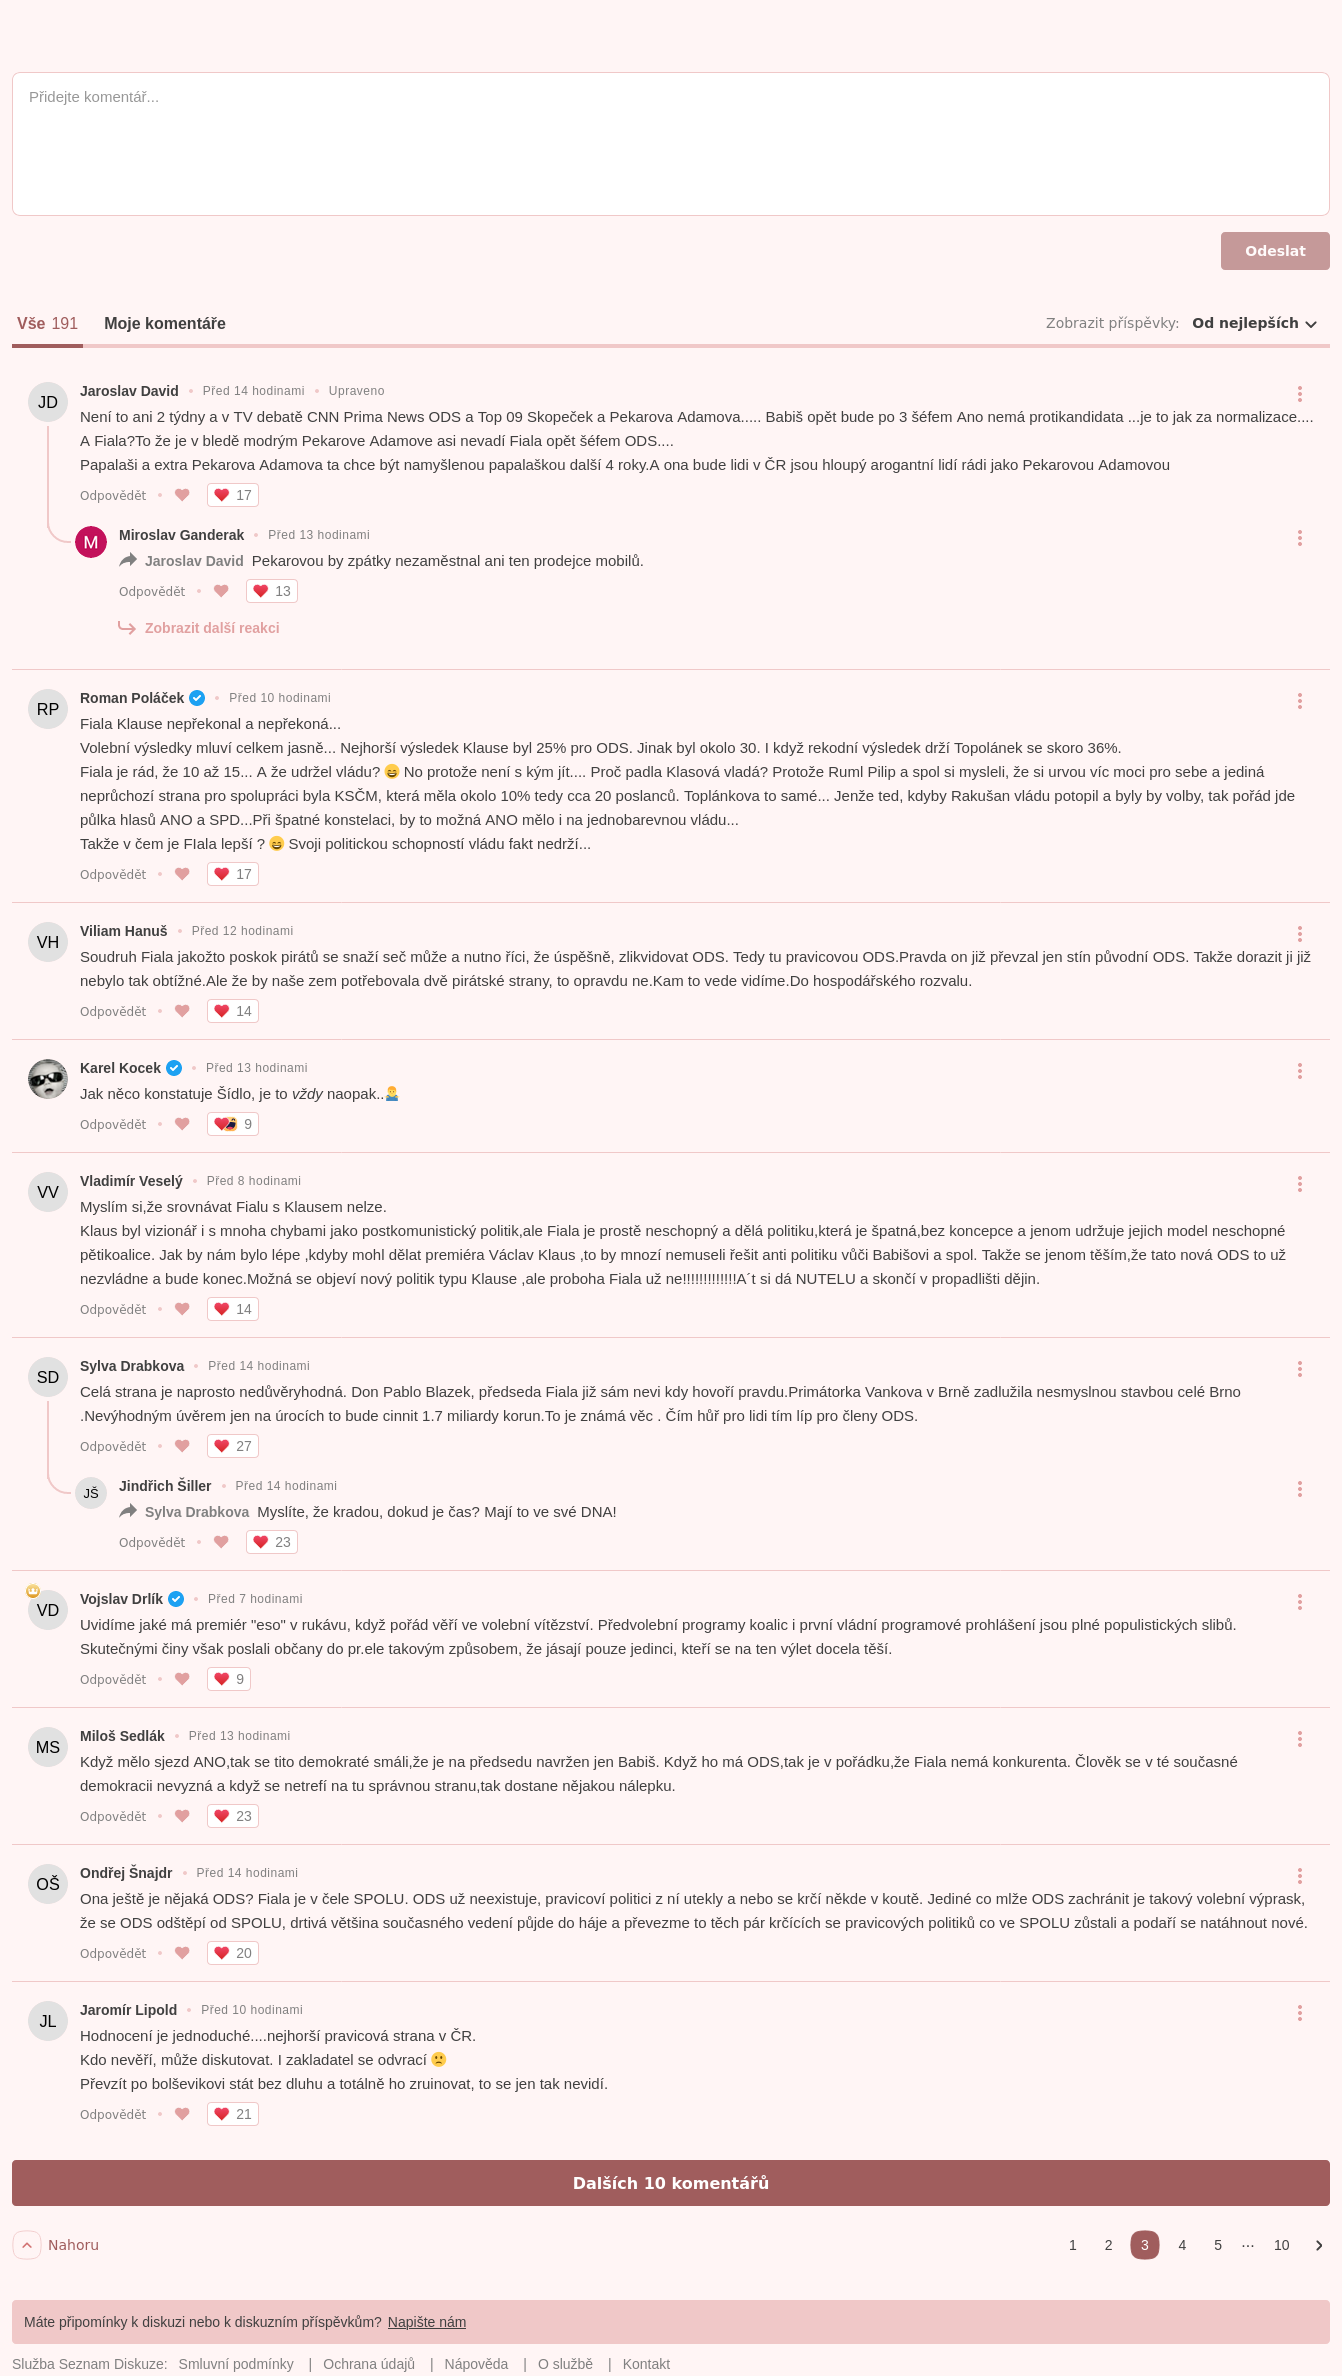 Přidejte komentář...
Odeslat
Vše 191 Moje komentáře Zobrazit příspěvky: Od nejlepších
JD Jaroslav David • Před 14 hodinami • Upraveno
Není to ani 2 týdny a v TV debatě CNN Prima News ODS a Top 09 Skopeček a Pekarova Adamova..... Babiš opět bude po 3 šéfem Ano nemá protikandidata ...je to jak za normalizace....
A Fiala?To že je v bledě modrým Pekarove Adamove asi nevadí Fiala opět šéfem ODS....
Papalaši a extra Pekarova Adamova ta chce být namyšlenou papalaškou další 4 roky.A ona bude lidi v ČR jsou hloupý arogantní lidí rádi jako Pekarovou Adamovou
Odpovědět • 17
M Miroslav Ganderak • Před 13 hodinami
Jaroslav David Pekarovou by zpátky nezaměstnal ani ten prodejce mobilů.
Odpovědět • 13
Zobrazit další reakci
RP Roman Poláček • Před 10 hodinami
Fiala Klause nepřekonal a nepřekoná...
Volební výsledky mluví celkem jasně... Nejhorší výsledek Klause byl 25% pro ODS. Jinak byl okolo 30. I když rekodní výsledek drží Topolánek se skoro 36%.
Fiala je rád, že 10 až 15... A že udržel vládu? 😄 No protože není s kým jít.... Proč padla Klasová vladá? Protože Ruml Pilip a spol si mysleli, že si urvou víc moci pro sebe a jediná
neprůchozí strana pro spolupráci byla KSČM, která měla okolo 10% tedy cca 20 poslanců. Toplánkova to samé... Jenže ted, kdyby Rakušan vládu potopil a byly by volby, tak pořád jde
půlka hlasů ANO a SPD...Při špatné konstelaci, by to možná ANO mělo i na jednobarevnou vládu...
Takže v čem je FIala lepší ? 😄 Svoji politickou schopností vládu fakt nedrží...
Odpovědět • 17
VH Viliam Hanuš • Před 12 hodinami
Soudruh Fiala jakožto poskok pirátů se snaží seč může a nutno říci, že úspěšně, zlikvidovat ODS. Tedy tu pravicovou ODS.Pravda on již převzal jen stín původní ODS. Takže dorazit ji již
nebylo tak obtížné.Ale že by naše zem potřebovala dvě pirátské strany, to opravdu ne.Kam to vede vidíme.Do hospodářského rozvalu.
Odpovědět • 14
Karel Kocek • Před 13 hodinami
Jak něco konstatuje Šídlo, je to vždy naopak..🤷‍♂️
Odpovědět • 9
VV Vladimír Veselý • Před 8 hodinami
Myslím si,že srovnávat Fialu s Klausem nelze.
Klaus byl vizionář i s mnoha chybami jako postkomunistický politik,ale Fiala je prostě neschopný a dělá politiku,která je špatná,bez koncepce a jenom udržuje jejich model neschopné
pětikoalice. Jak by nám bylo lépe ,kdyby mohl dělat premiéra Václav Klaus ,to by mnozí nemuseli řešit anti politiku vůči Babišovi a spol. Takže se jenom těším,že tato nová ODS to už
nezvládne a bude konec.Možná se objeví nový politik typu Klause ,ale proboha Fiala už ne!!!!!!!!!!!!!A´t si dá NUTELU a skončí v propadlišti dějin.
Odpovědět • 14
SD Sylva Drabkova • Před 14 hodinami
Celá strana je naprosto nedůvěryhodná. Don Pablo Blazek, předseda Fiala již sám nevi kdy hovoří pravdu.Primátorka Vankova v Brně zadlužila nesmyslnou stavbou celé Brno
.Nevýhodným úvěrem jen na úrocích to bude cinnit 1.7 miliardy korun.To je známá věc . Čím hůř pro lidi tím líp pro členy ODS.
Odpovědět • 27
JŠ Jindřich Šiller • Před 14 hodinami
Sylva Drabkova Myslíte, že kradou, dokud je čas? Mají to ve své DNA!
Odpovědět • 23
VD Vojslav Drlík • Před 7 hodinami
Uvidíme jaké má premiér "eso" v rukávu, když pořád věří ve volební vítězství. Předvolební programy koalic i první vládní programové prohlášení jsou plné populistických slibů.
Skutečnými činy však poslali občany do pr.ele takovým způsobem, že jásají pouze jedinci, kteří se na ten výlet docela těší.
Odpovědět • 9
MS Miloš Sedlák • Před 13 hodinami
Když mělo sjezd ANO,tak se tito demokraté smáli,že je na předsedu navržen jen Babiš. Když ho má ODS,tak je v pořádku,že Fiala nemá konkurenta. Člověk se v té současné
demokracii nevyzná a když se netrefí na tu správnou stranu,tak dostane nějakou nálepku.
Odpovědět • 23
OŠ Ondřej Šnajdr • Před 14 hodinami
Ona ještě je nějaká ODS? Fiala je v čele SPOLU. ODS už neexistuje, pravicoví politici z ní utekly a nebo se krčí někde v koutě. Jediné co mlže ODS zachránit je takový volební výprask,
že se ODS odštěpí od SPOLU, drtivá většina současného vedení půjde do háje a převezme to těch pár krčících se pravicových politiků co ve SPOLU zůstali a podaří se natáhnout nové.
Odpovědět • 20
JL Jaromír Lipold • Před 10 hodinami
Hodnocení je jednoduché....nejhorší pravicová strana v ČR.
Kdo nevěří, může diskutovat. I zakladatel se odvrací 🙁
Převzít po bolševikovi stát bez dluhu a totálně ho zruinovat, to se jen tak nevidí.
Odpovědět • 21
Dalších 10 komentářů
Nahoru 1 2 3 4 5 ··· 10
Máte připomínky k diskuzi nebo k diskuzním příspěvkům? Napište nám
Služba Seznam Diskuze: Smluvní podmínky | Ochrana údajů | Nápověda | O službě | Kontakt